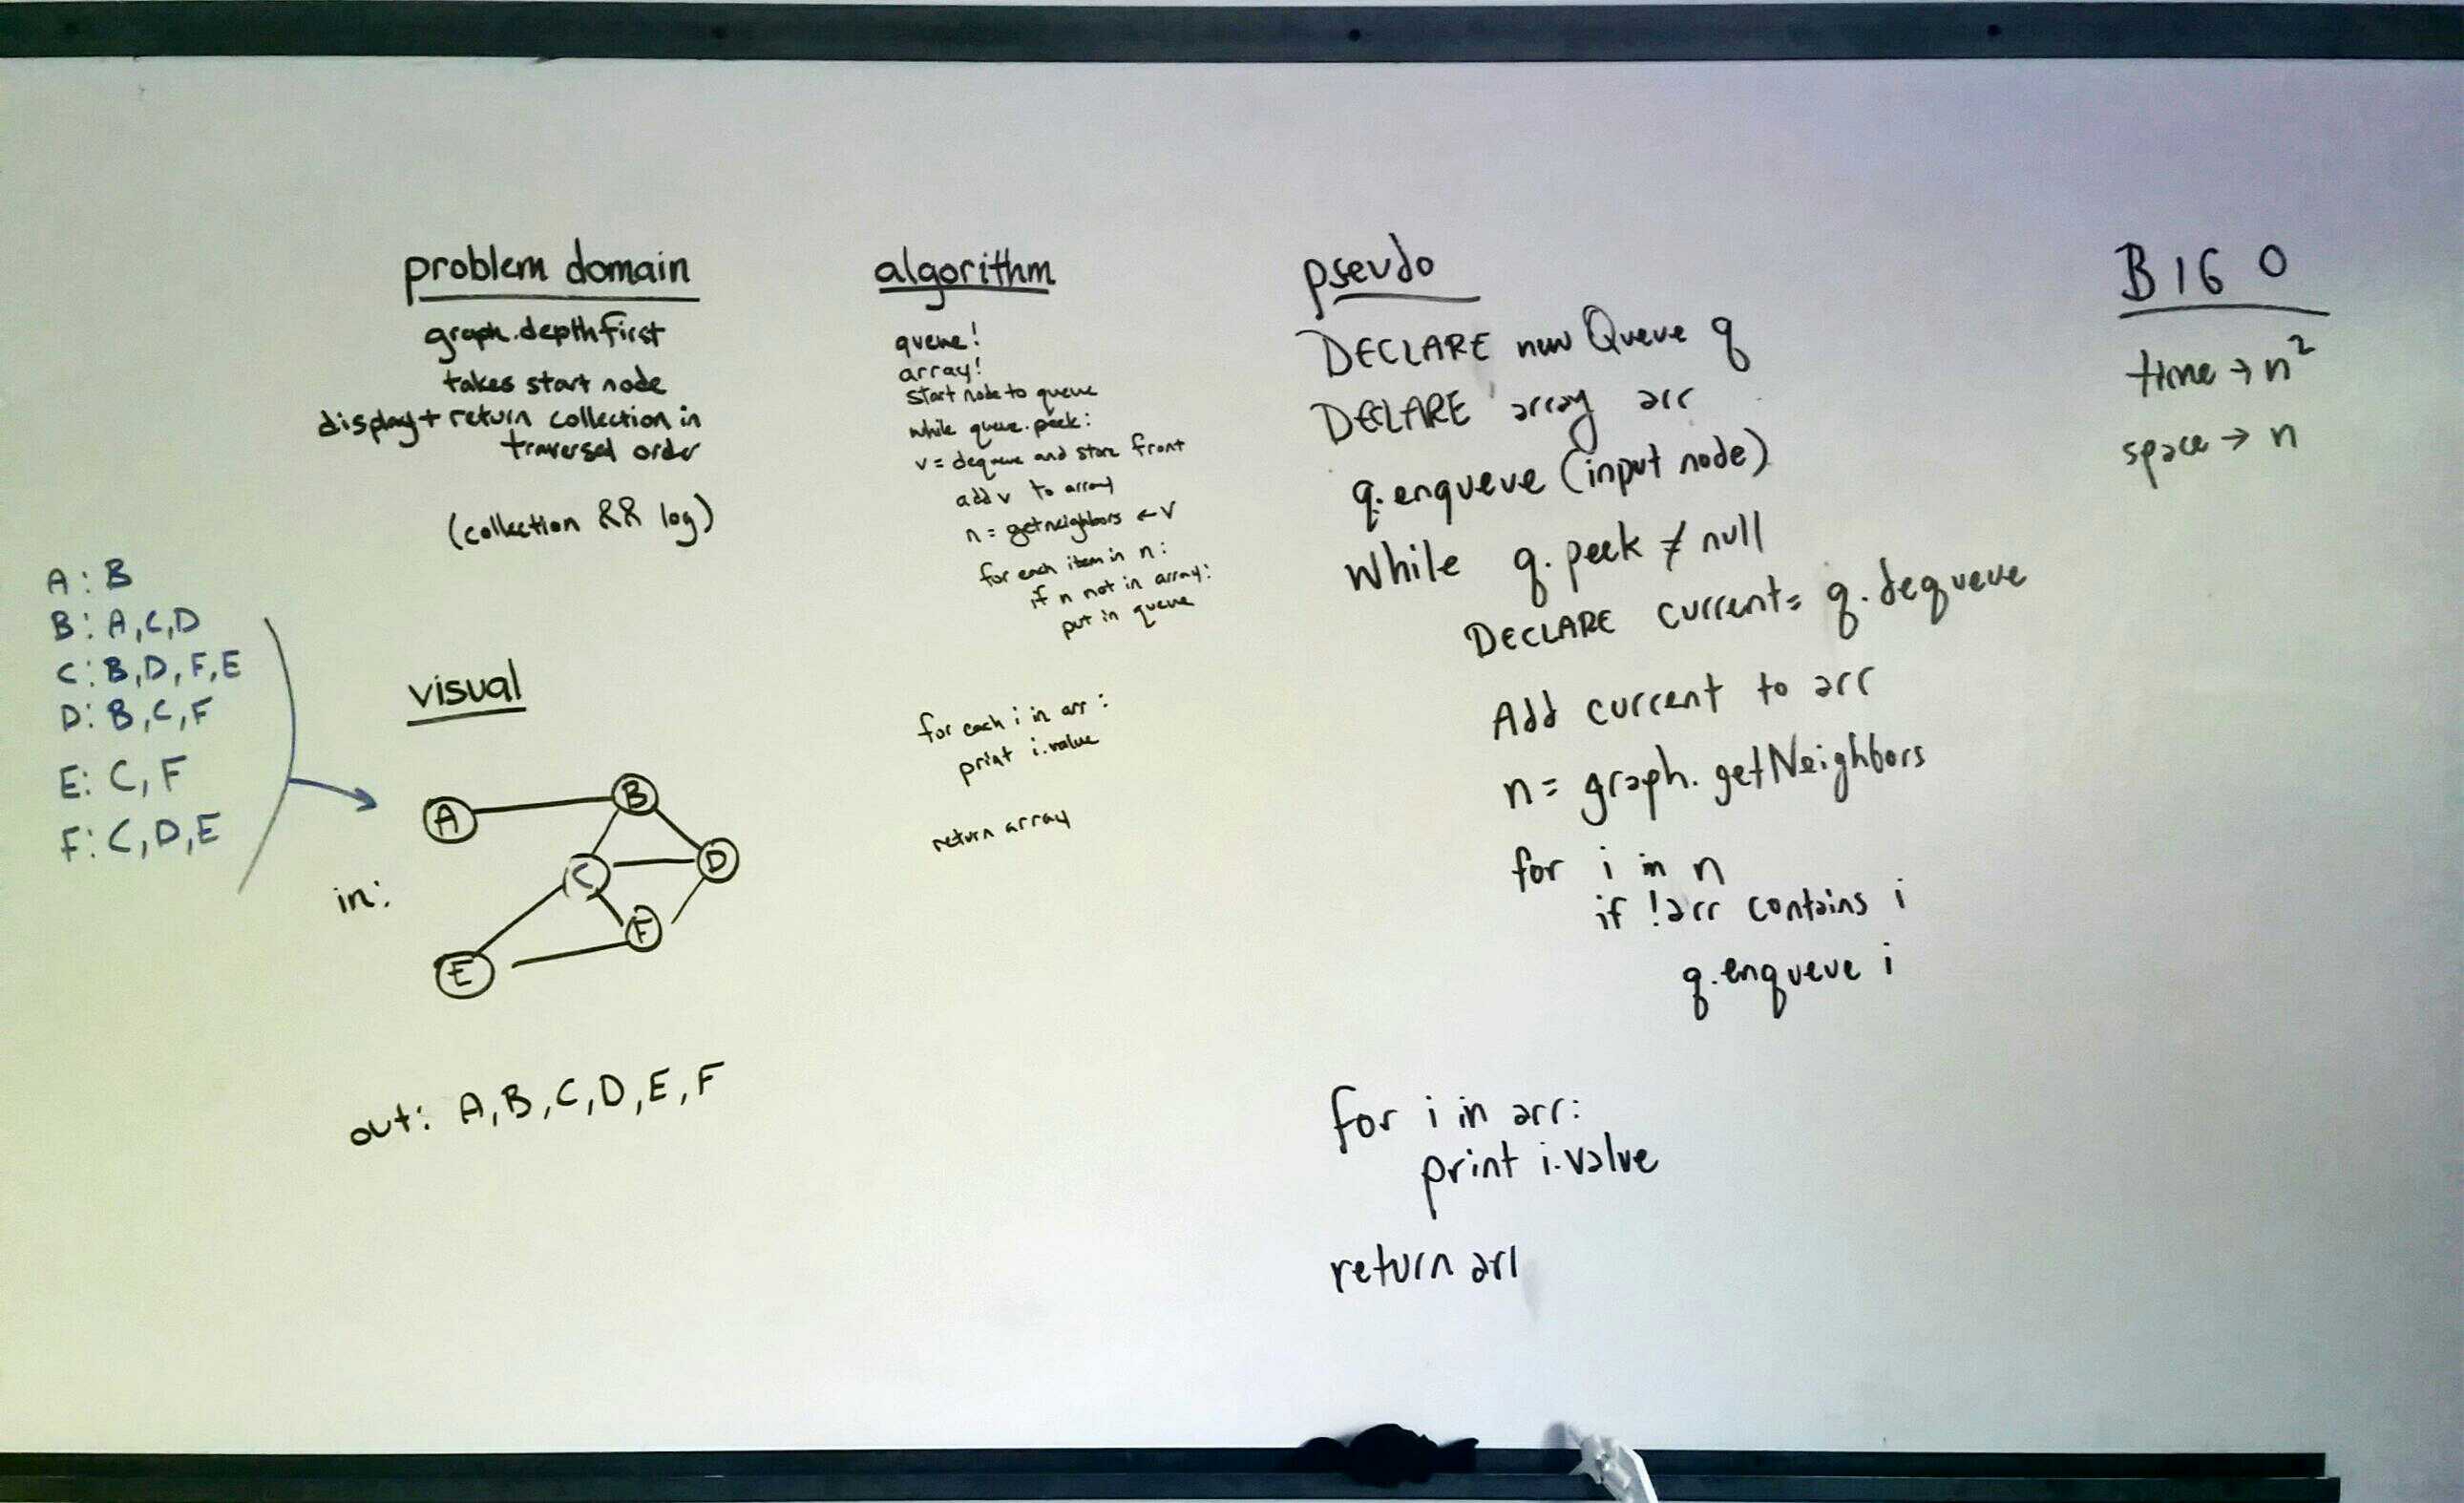 problem domain
graph.depthfirst
takes start node
display + return collection in
traversal order
(collection && log)
A: B
B: A,C,D
C: B,D,F,E
D: B,C,F
E: C,F
F: C,D,E
visual
in:
A
B
C
D
F
E
out: A,B,C,D,E,F
algorithm
queue!
array!
start node to queue
while queue.peek:
v = dequeue and store front
add v to array
n = getneighbors ← v
for each item in n:
if n not in array:
put in queue
for each i in arr:
print i.value
return array
pseudo
DECLARE new Queue q
DECLARE array arr
q.enqueue (input node)
While q.peek ≠ null
DECLARE current = q.dequeue
Add current to arr
n = graph.getNeighbors
for i in n
if !arr contains i
q.enqueue i
for i in arr:
print i.value
return arr
BIG O
time → n²
space → n